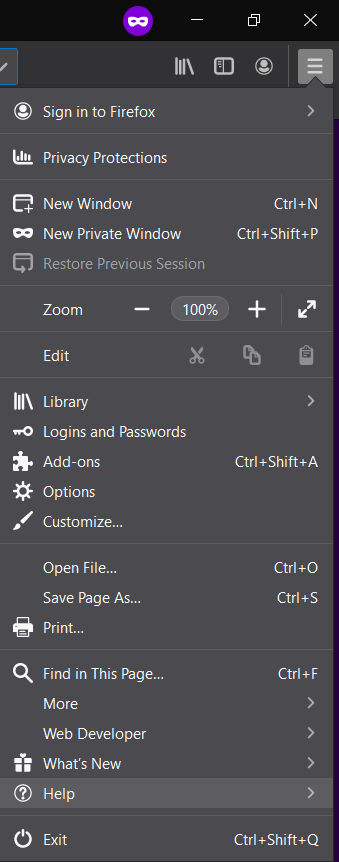 Sign in to Firefox
Privacy Protections
New Window Ctrl+N
New Private Window Ctrl+Shift+P
Restore Previous Session
Zoom 100%
Edit
Library
Logins and Passwords
Add-ons Ctrl+Shift+A
Options
Customize...
Open File... Ctrl+O
Save Page As... Ctrl+S
Print...
Find in This Page... Ctrl+F
More
Web Developer
What's New
Help
Exit Ctrl+Shift+Q